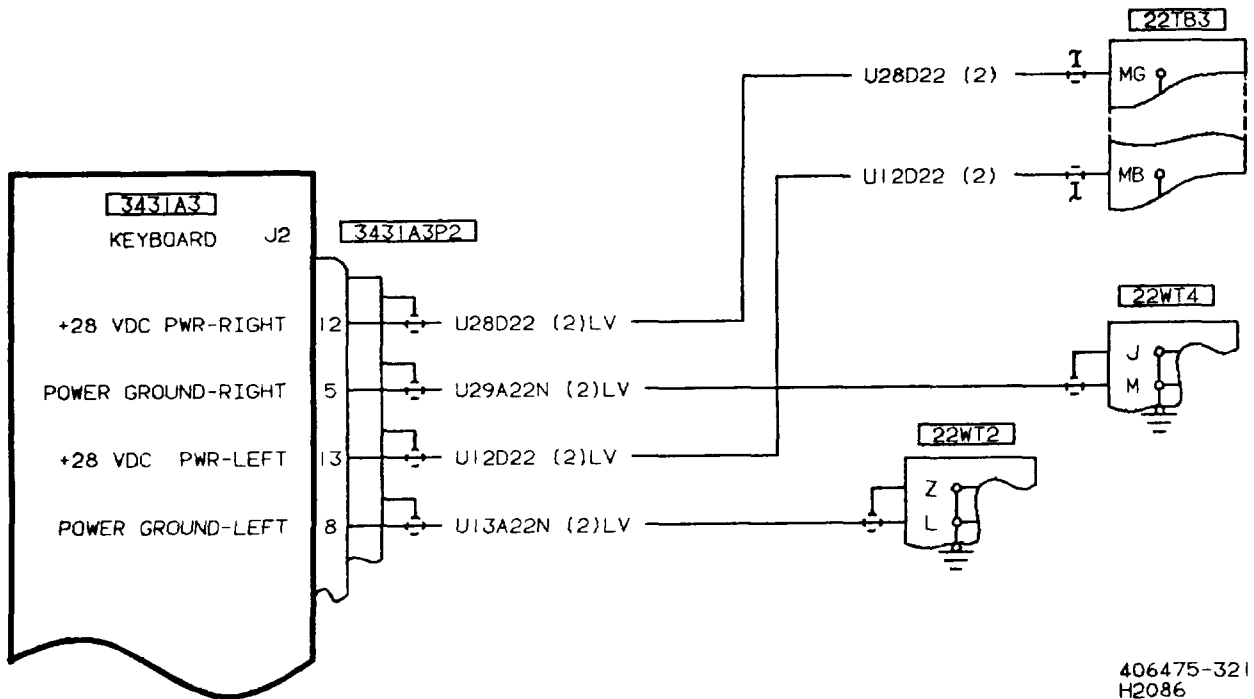 22TB3
U28D22 (2)
MG
U12D22 (2)
MB
3431A3
KEYBOARD
J2
3431A3P2
22WT4
+28 VDC PWR-RIGHT
12
U28D22 (2)LV
J
POWER GROUND-RIGHT
5
U29A22N (2)LV
M
22WT2
+28 VDC PWR-LEFT
13
U12D22 (2)LV
Z
POWER GROUND-LEFT
8
U13A22N (2)LV
L
406475-321
H2086